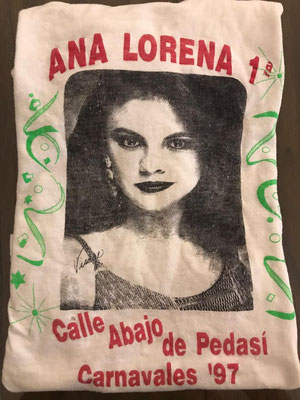 ANA LORENA 1ª
Calle Abajo de Pedasí
Carnavales '97